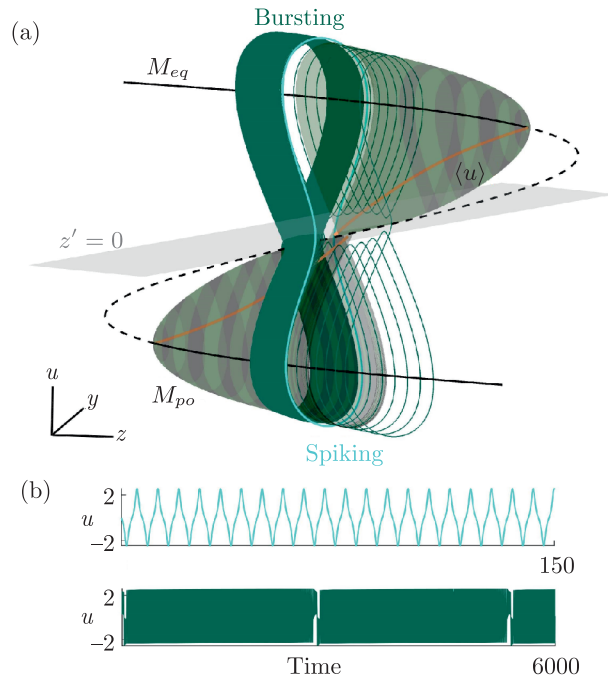 Bursting
(a)
M_eq
⟨u⟩
z′ = 0
u
y
z
M_po
Spiking
(b)
2
u
−2
150
2
u
−2
Time
6000